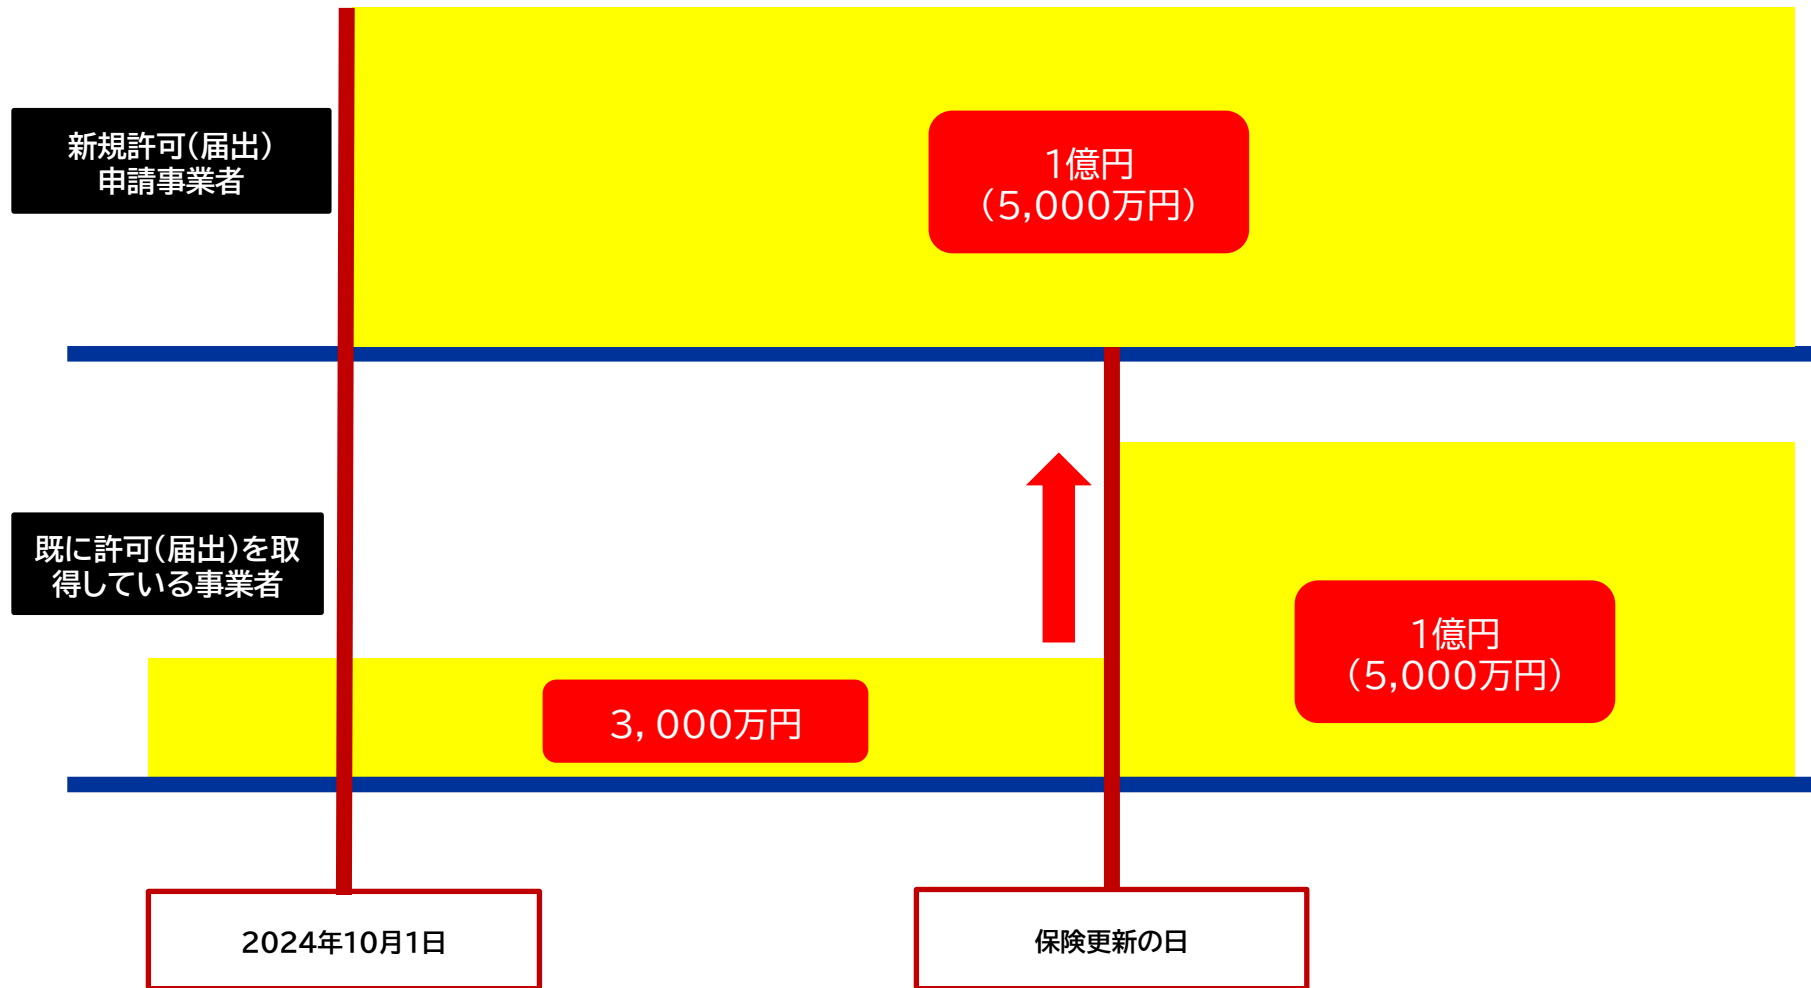 新規許可(届出)
申請事業者
1億円
(5,000万円)
既に許可(届出)を取
得している事業者
1億円
(5,000万円)
3,000万円
2024年10月1日
保険更新の日